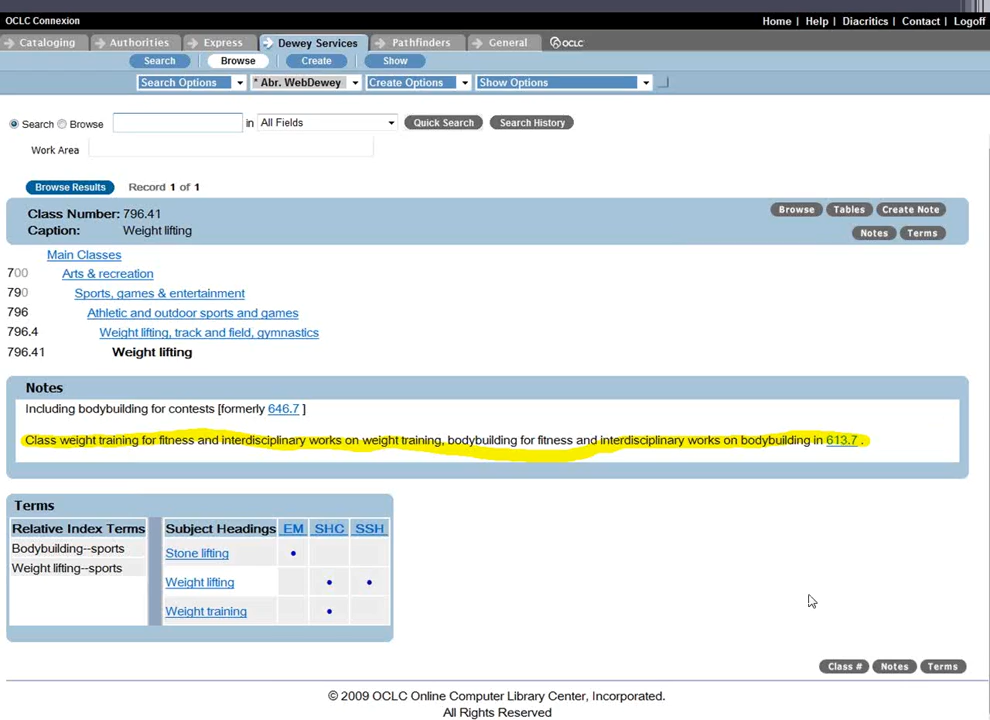 OCLC Connexion
Home | Help | Diacritics | Contact | Logoff
Cataloging Authorities Express Dewey Services Pathfinders General OCLC
Search Browse Create Show
Search Options * Abr. WebDewey Create Options Show Options
Search Browse in All Fields Quick Search Search History
Work Area
Browse Results Record 1 of 1
Class Number: 796.41 Browse Tables Create Note
Caption: Weight lifting Notes Terms
Main Classes
700 Arts & recreation
790 Sports, games & entertainment
796 Athletic and outdoor sports and games
796.4 Weight lifting, track and field, gymnastics
796.41 Weight lifting
Notes
Including bodybuilding for contests [formerly 646.7 ]
Class weight training for fitness and interdisciplinary works on weight training, bodybuilding for fitness and interdisciplinary works on bodybuilding in 613.7 .
Terms
Relative Index Terms Subject Headings EM SHC SSH
Bodybuilding--sports Stone lifting •
Weight lifting--sports Weight lifting • •
Weight training •
Class # Notes Terms
© 2009 OCLC Online Computer Library Center, Incorporated.
All Rights Reserved